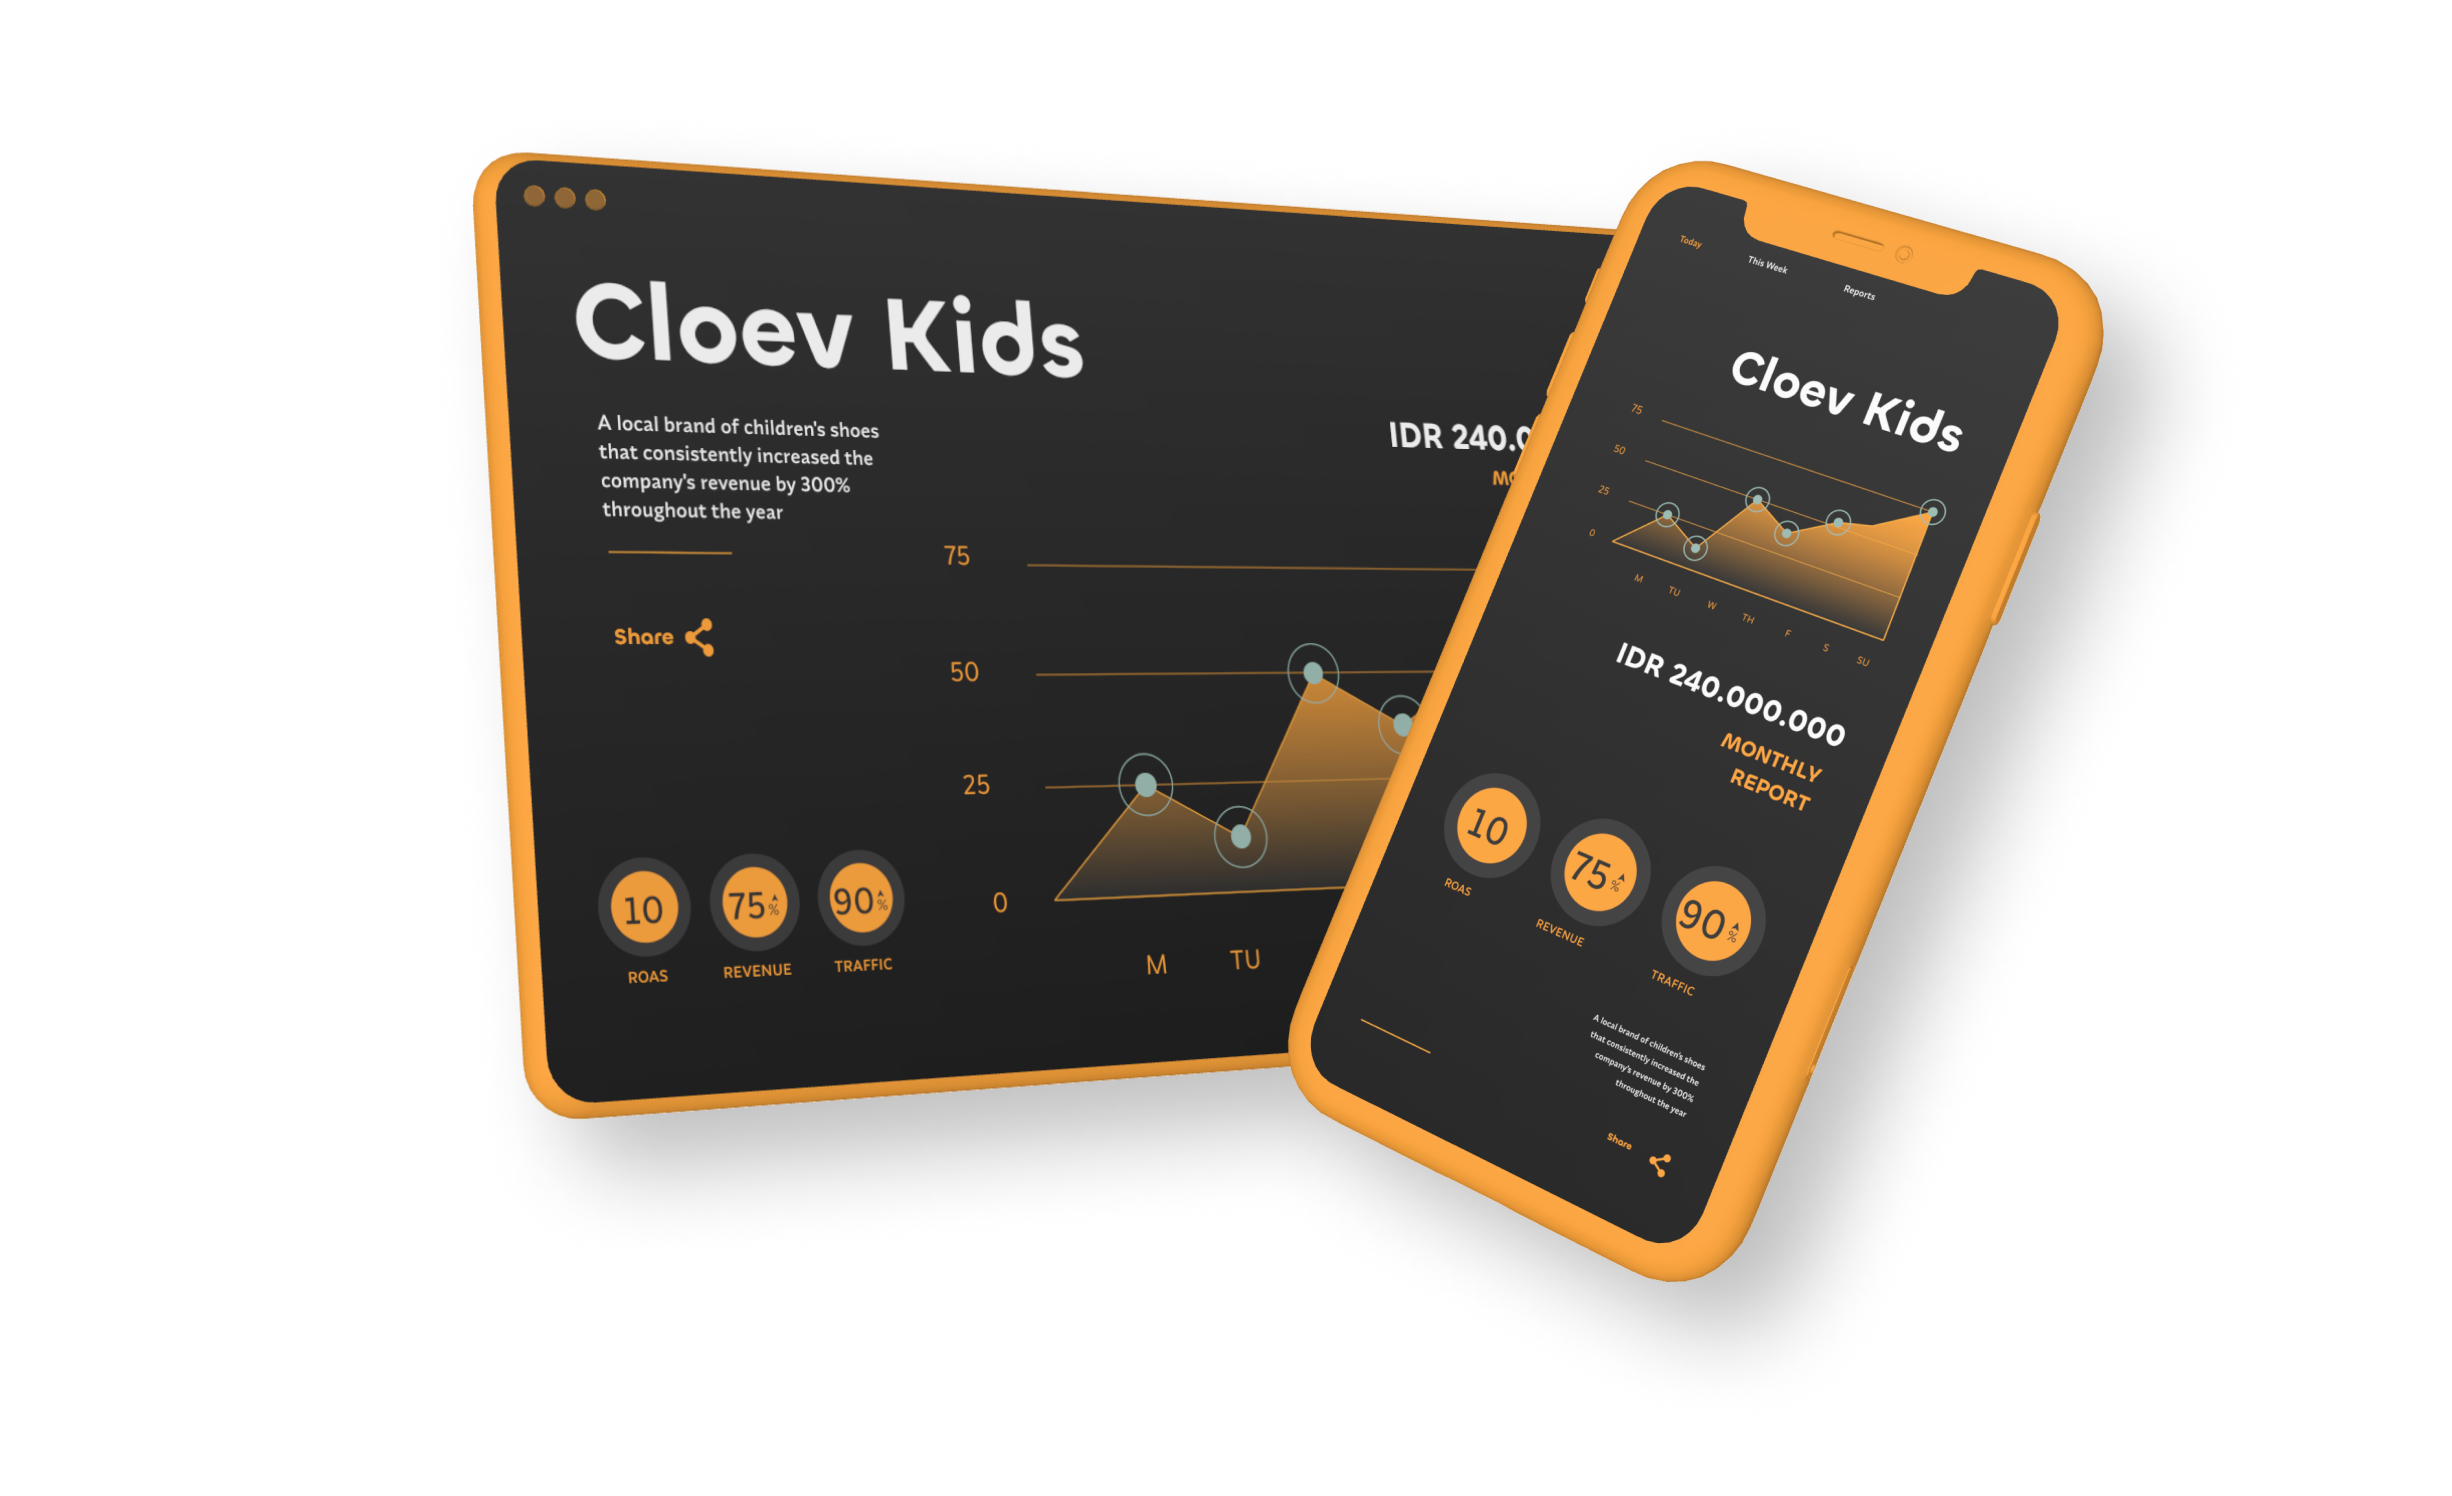 Cloev Kids
A local brand of children's shoes
that consistently increased the
company's revenue by 300%
throughout the year
Share
IDR 240.0
MO
75
50
25
0
M TU
10
75 %
90 %
ROAS
REVENUE
TRAFFIC
Today
This Week
Reports
Cloev Kids
75
50
25
0
M
TU
W
TH
F
S
SU
IDR 240.000.000
MONTHLY
REPORT
10
75 %
90 %
ROAS
REVENUE
TRAFFIC
A local brand of children's shoes
that consistently increased the
company's revenue by 300%
throughout the year
Share